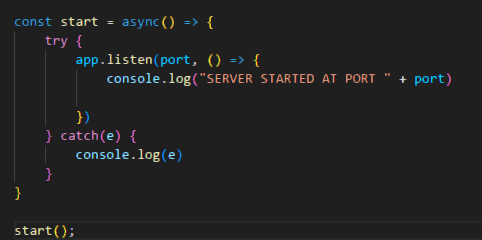 const start = async() => {
    try {
        app.listen(port, () => {
            console.log("SERVER STARTED AT PORT " + port)
        })
    } catch(e) {
        console.log(e)
    }
}
start();